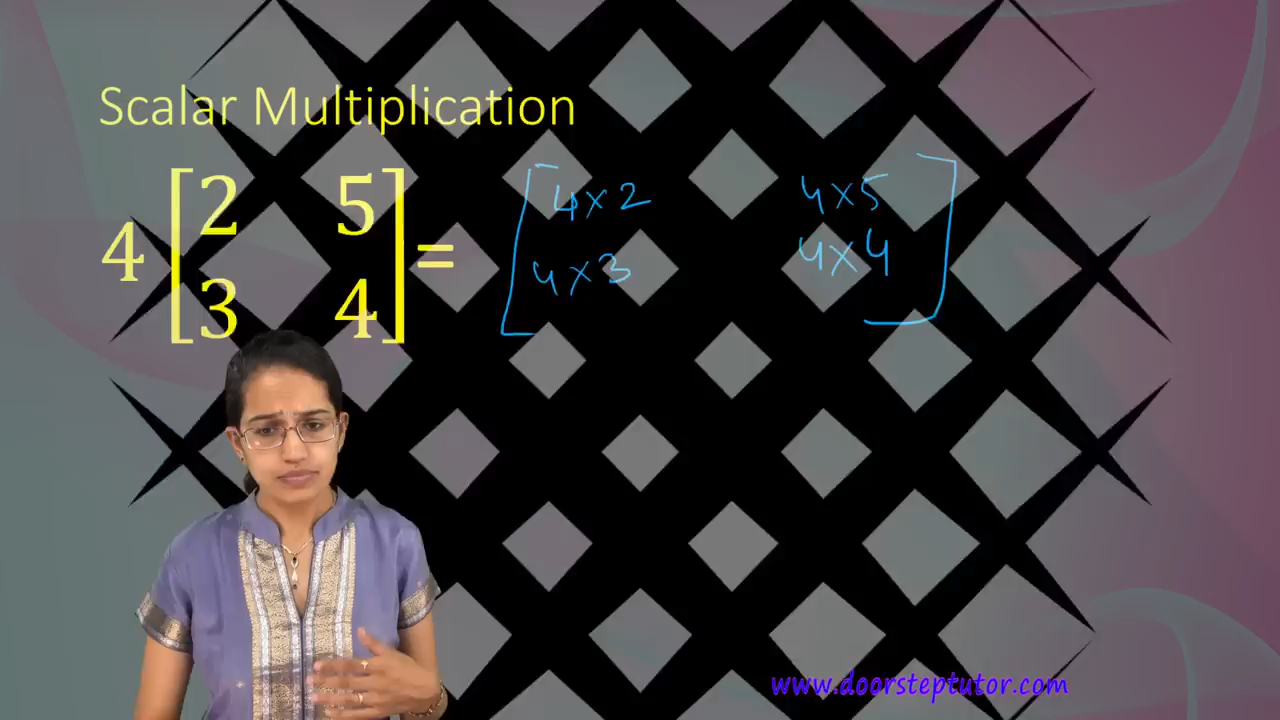 Scalar Multiplication
4 [2 5
3 4] =
[4 × 2 4 × 5
4 × 3 4 × 4]
www.doorsteptutor.com